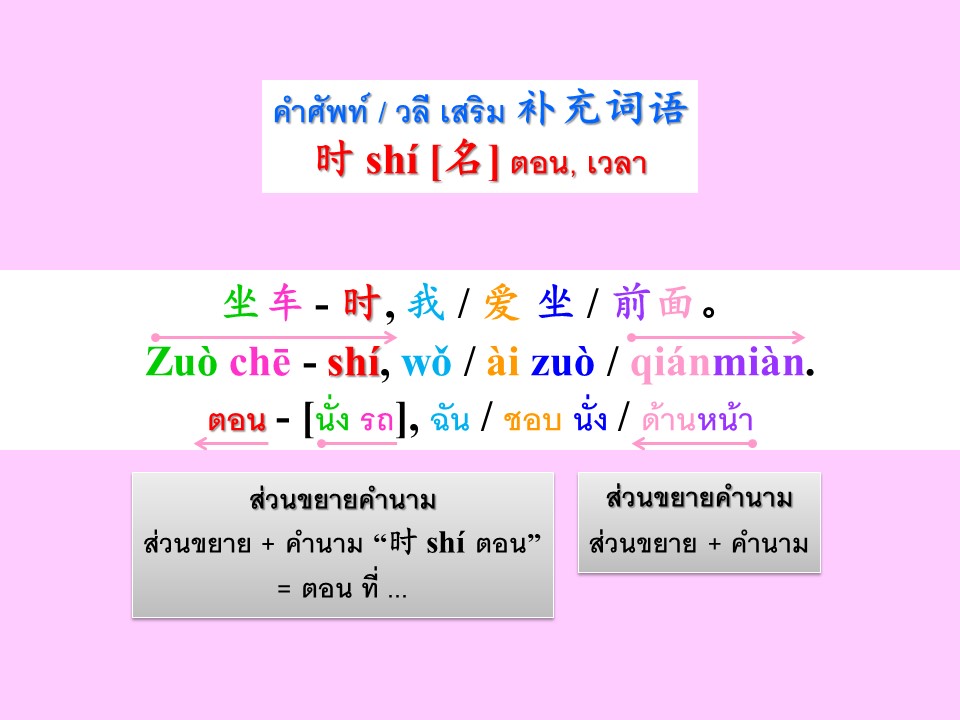 คำศัพท์ / วลี เสริม 补充词语
时 shí [名] ตอน, เวลา
坐车 - 时, 我 / 爱 坐 / 前面。
Zuò chē - shí, wǒ / ài zuò / qiánmiàn.
ตอน - [นั่ง รถ], ฉัน / ชอบ นั่ง / ด้านหน้า
ส่วนขยายคำนาม
ส่วนขยาย + คำนาม “时 shí ตอน”
= ตอน ที่ ...
ส่วนขยายคำนาม
ส่วนขยาย + คำนาม